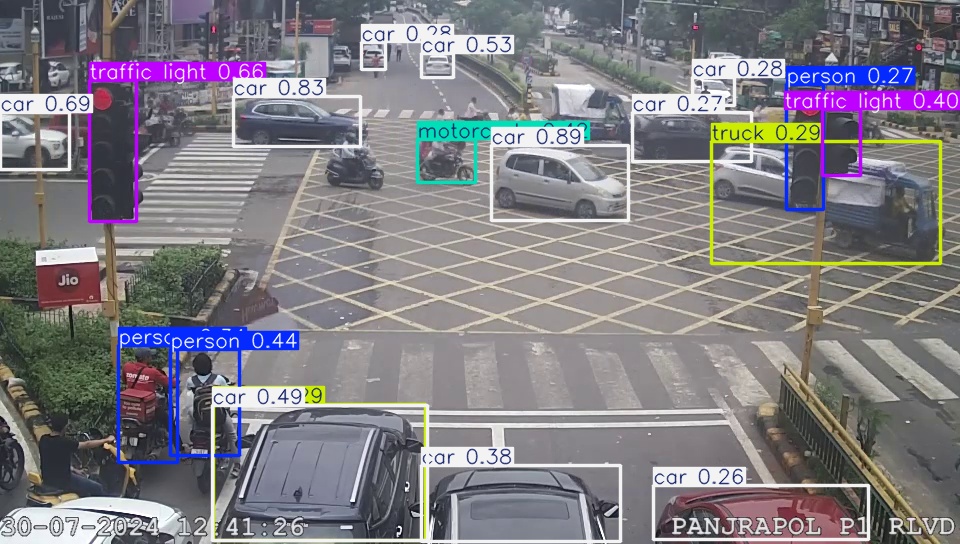 car 0.28
car 0.53
traffic light 0.66
car 0.83
car 0.28
person 0.27
car 0.69
car 0.27
traffic light 0.40
car 0.89
truck 0.29
Jio
person 0.44
zomato
car 0.49
car 0.38
car 0.26
30-07-2024 12:41:26
PANJRAPOL P1 RLVD